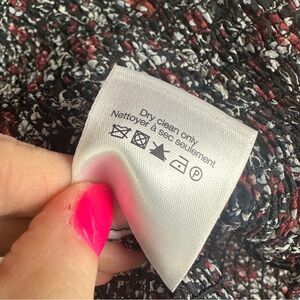 Dry clean only
Nettoyer à sec seulement
P